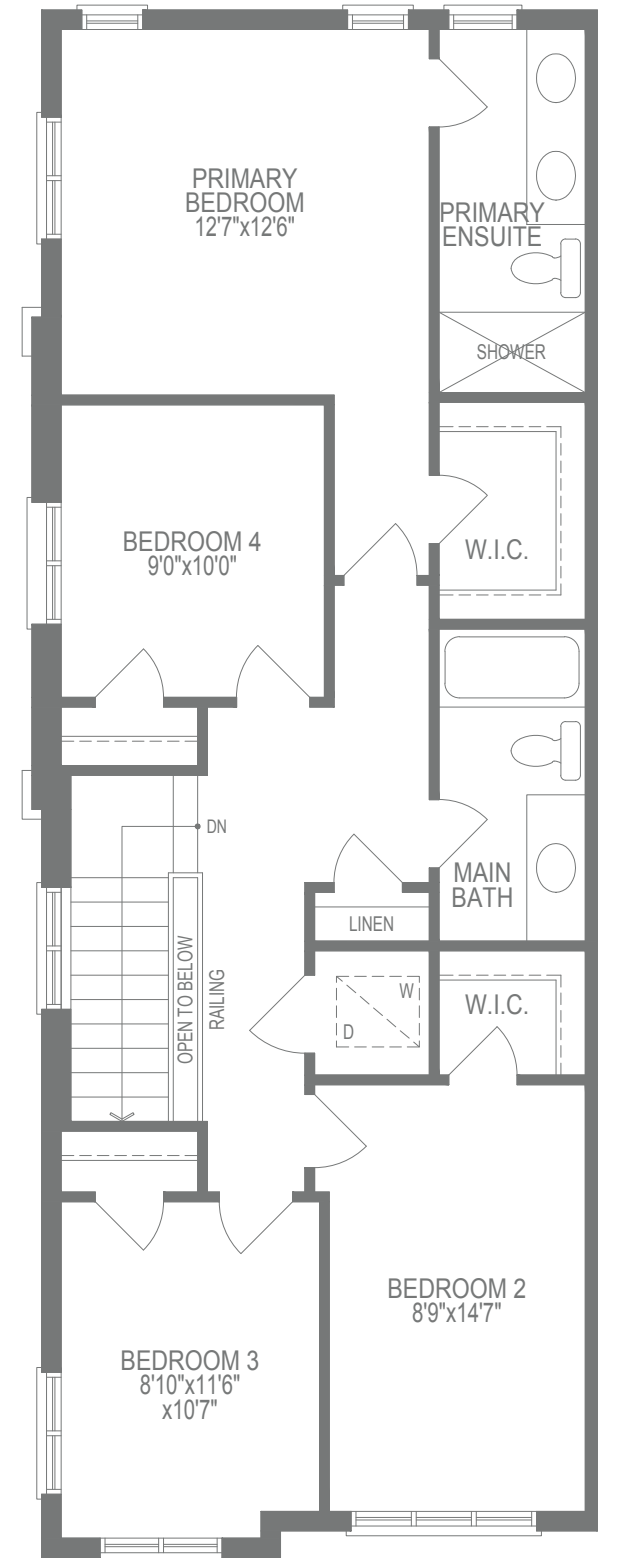 PRIMARY
BEDROOM
12'7"x12'6"
PRIMARY
ENSUITE
SHOWER
BEDROOM 4
9'0"x10'0"
W.I.C.
DN
MAIN
BATH
LINEN
OPEN TO BELOW
RAILING
W
D
W.I.C.
BEDROOM 2
8'9"x14'7"
BEDROOM 3
8'10"x11'6"
x10'7"